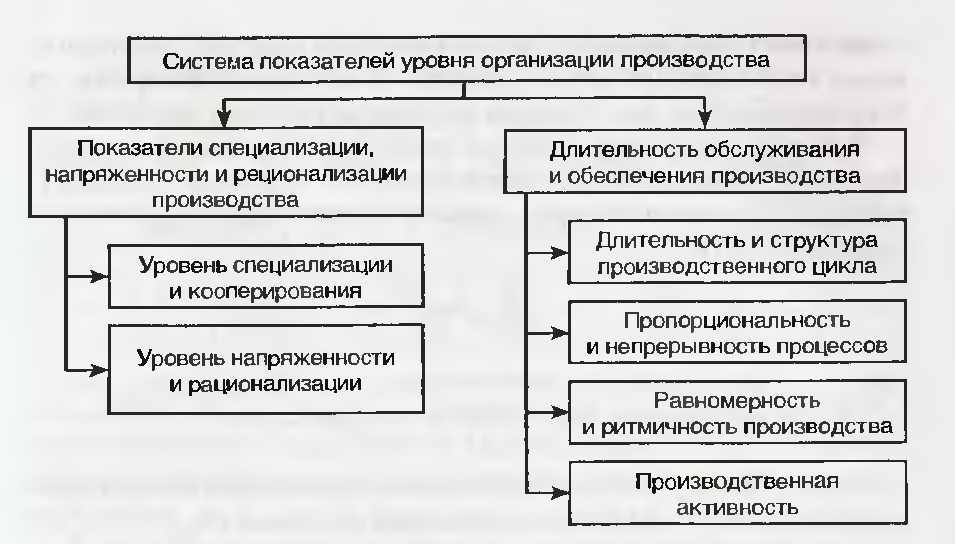 Система показателей уровня организации производства
Показатели специализации,
напряженности и реционализации
производства
Уровень специализации
и кооперирования
Уровень напряженности
и рационализации
Длительность обслуживания
и обеспечения производства
Длительность и структура
производственного цикла
Пропорциональность
и непрерывность процессов
Равномерность
и ритмичность производства
Производственная
активность